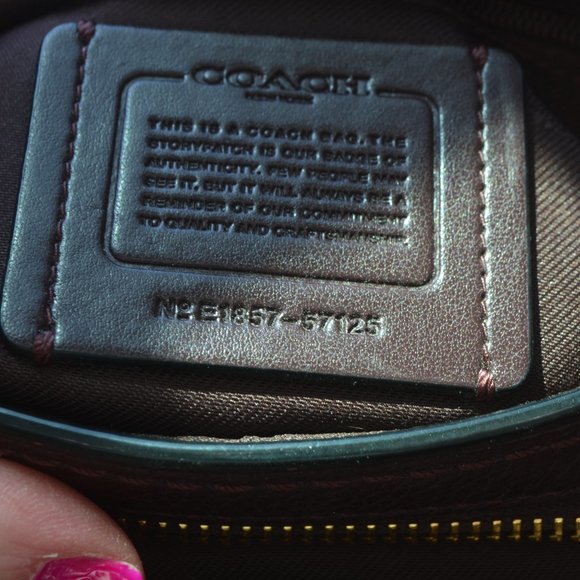 COACH
NEW YORK
THIS IS A COACH BAG. THE
STORYPATCH IS OUR BADGE OF
AUTHENTICITY. FEW PEOPLE MAY
SEE IT. BUT IT WILL ALWAYS BE A
REMINDER OF OUR COMMITMENT
TO QUALITY AND CRAFTSMANSHIP.
Nº E1857-57125